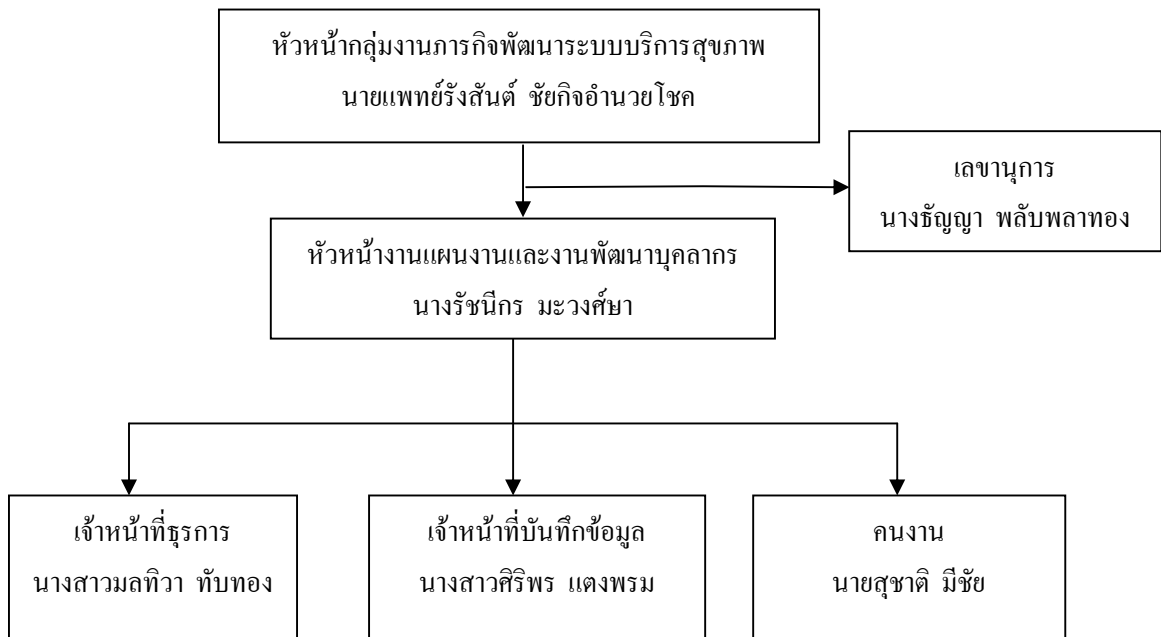 หัวหน้ากลุ่มงานภารกิจพัฒนาระบบบริการสุขภาพ
นายแพทย์รังสันต์ ชัยกิจอำนวยโชค
เลขานุการ
นางธัญญา พลับพลาทอง
หัวหน้างานแผนงานและงานพัฒนาบุคลากร
นางรัชนีกร มะวงศ์ษา
เจ้าหน้าที่ธุรการ
นางสาวมลทิวา ทับทอง
เจ้าหน้าที่บันทึกข้อมูล
นางสาวศิริพร แตงพรม
คนงาน
นายสุชาติ มีชัย